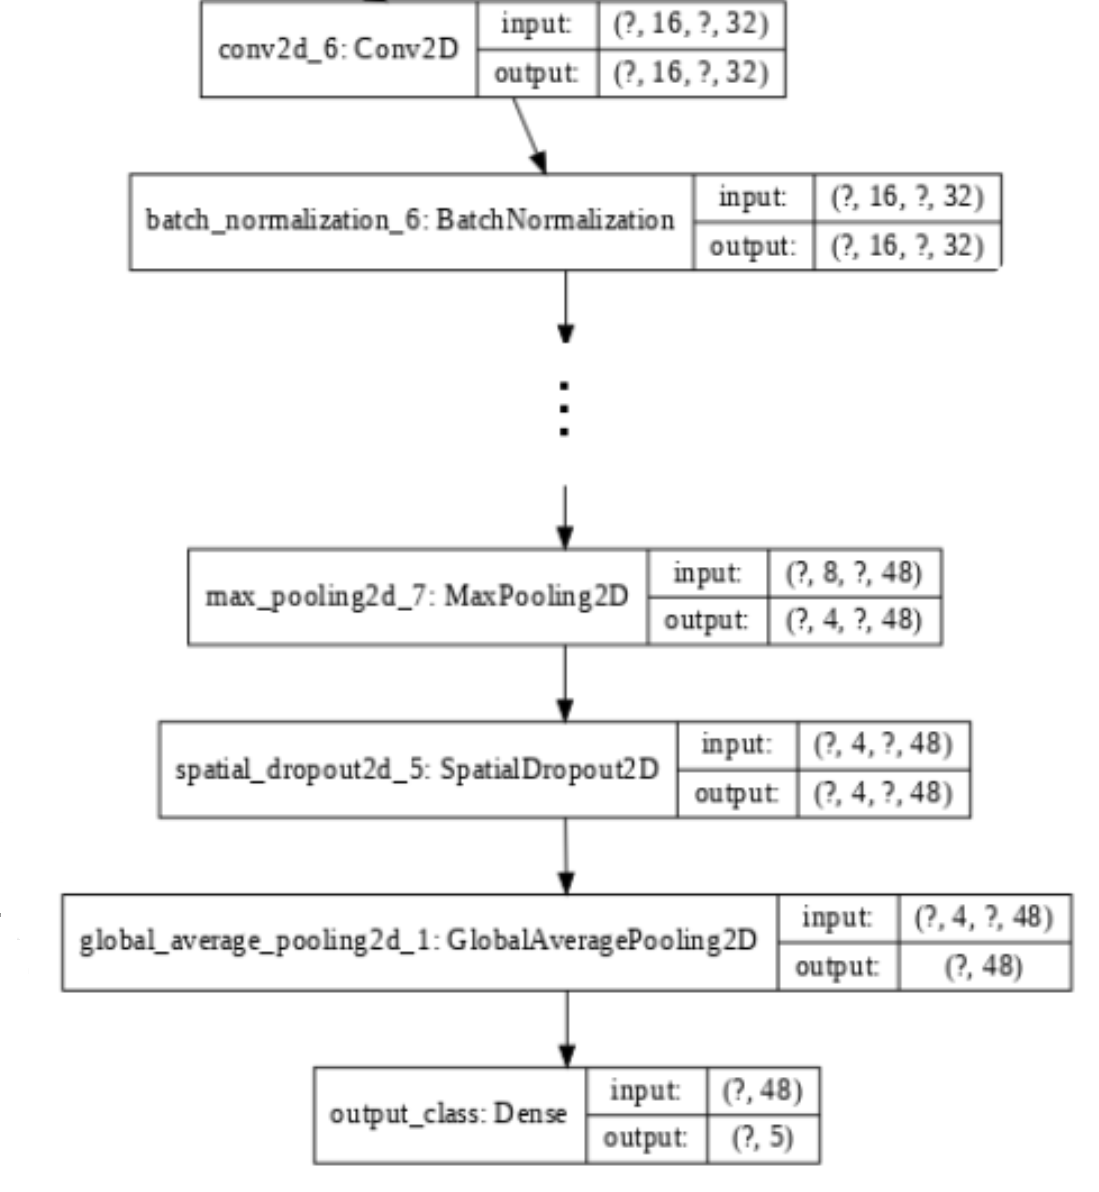 conv2d_6: Conv2D
input: (?, 16, ?, 32)
output: (?, 16, ?, 32)
batch_normalization_6: BatchNormalization
input: (?, 16, ?, 32)
output: (?, 16, ?, 32)
max_pooling2d_7: MaxPooling2D
input: (?, 8, ?, 48)
output: (?, 4, ?, 48)
spatial_dropout2d_5: SpatialDropout2D
input: (?, 4, ?, 48)
output: (?, 4, ?, 48)
global_average_pooling2d_1: GlobalAveragePooling2D
input: (?, 4, ?, 48)
output: (?, 48)
output_class: Dense
input: (?, 48)
output: (?, 5)